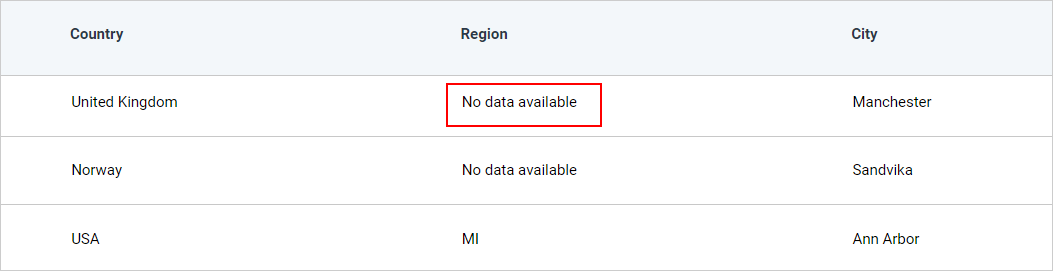 Country Region City
United Kingdom No data available Manchester
Norway No data available Sandvika
USA MI Ann Arbor